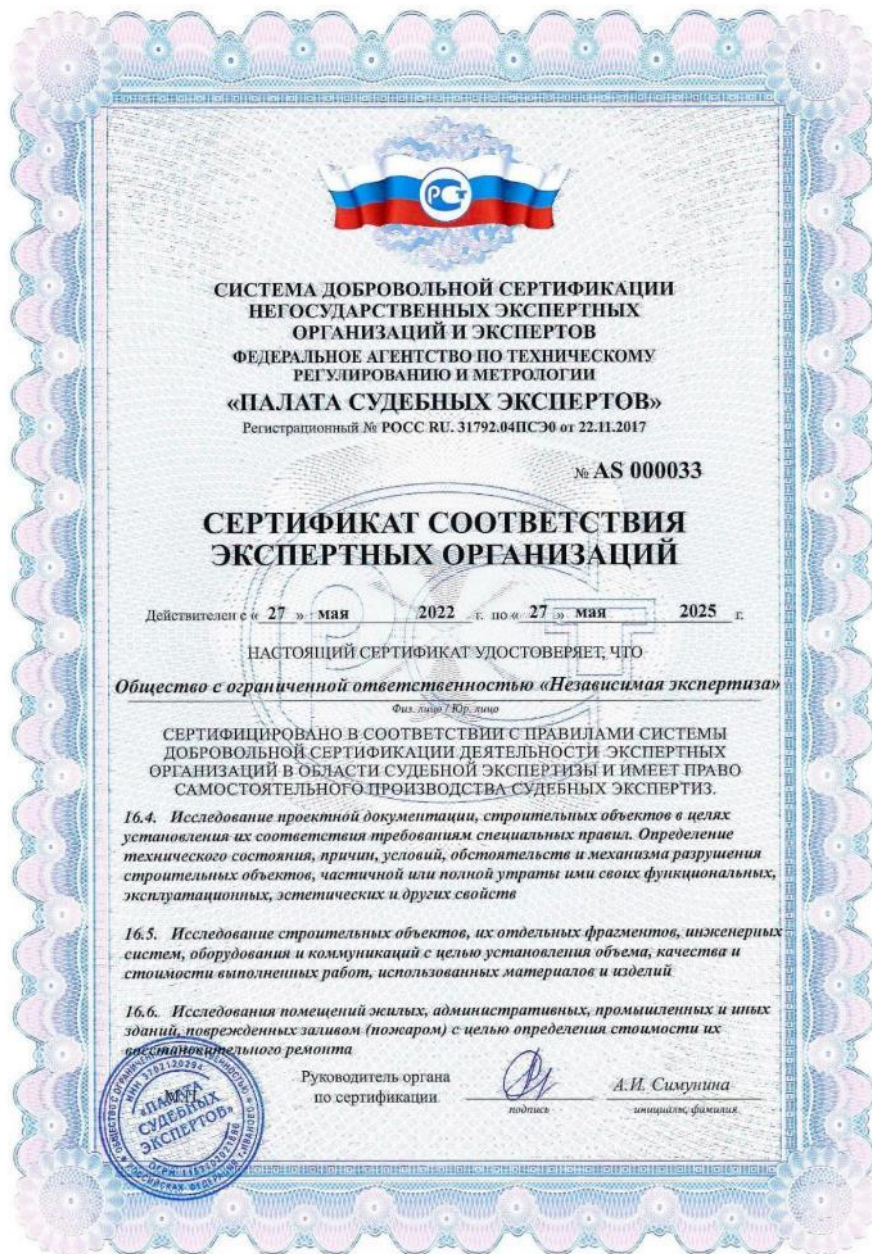 РСТ
СИСТЕМА ДОБРОВОЛЬНОЙ СЕРТИФИКАЦИИ
НЕГОСУДАРСТВЕННЫХ ЭКСПЕРТНЫХ
ОРГАНИЗАЦИЙ И ЭКСПЕРТОВ
ФЕДЕРАЛЬНОЕ АГЕНТСТВО ПО ТЕХНИЧЕСКОМУ
РЕГУЛИРОВАНИЮ И МЕТРОЛОГИИ
«ПАЛАТА СУДЕБНЫХ ЭКСПЕРТОВ»
Регистрационный № РОСС RU. 31792.04ПСЭ0 от 22.11.2017
№ AS 000033
СЕРТИФИКАТ СООТВЕТСТВИЯ
ЭКСПЕРТНЫХ ОРГАНИЗАЦИЙ
Действителен с « 27 » мая 2022 г. по « 27 » мая 2025 г.
НАСТОЯЩИЙ СЕРТИФИКАТ УДОСТОВЕРЯЕТ, ЧТО
Общество с ограниченной ответственностью «Независимая экспертиза»
Физ. лицо / Юр. лицо
СЕРТИФИЦИРОВАНО В СООТВЕТСТВИИ С ПРАВИЛАМИ СИСТЕМЫ
ДОБРОВОЛЬНОЙ СЕРТИФИКАЦИИ ДЕЯТЕЛЬНОСТИ ЭКСПЕРТНЫХ
ОРГАНИЗАЦИЙ В ОБЛАСТИ СУДЕБНОЙ ЭКСПЕРТИЗЫ И ИМЕЕТ ПРАВО
САМОСТОЯТЕЛЬНОГО ПРОИЗВОДСТВА СУДЕБНЫХ ЭКСПЕРТИЗ.
16.4. Исследование проектной документации, строительных объектов в целях
установления их соответствия требованиям специальных правил. Определение
технического состояния, причин, условий, обстоятельств и механизма разрушения
строительных объектов, частичной или полной утраты ими своих функциональных,
эксплуатационных, эстетических и других свойств
16.5. Исследование строительных объектов, их отдельных фрагментов, инженерных
систем, оборудования и коммуникаций с целью установления объема, качества и
стоимости выполненных работ, использованных материалов и изделий
16.6. Исследования помещений жилых, административных, промышленных и иных
зданий, поврежденных заливом (пожаром) с целью определения стоимости их
восстановительного ремонта
Руководитель органа
по сертификации
А.И. Симунина
подпись
инициалы, фамилия
М.П.
«ПАЛАТА
СУДЕБНЫХ
ЭКСПЕРТОВ»